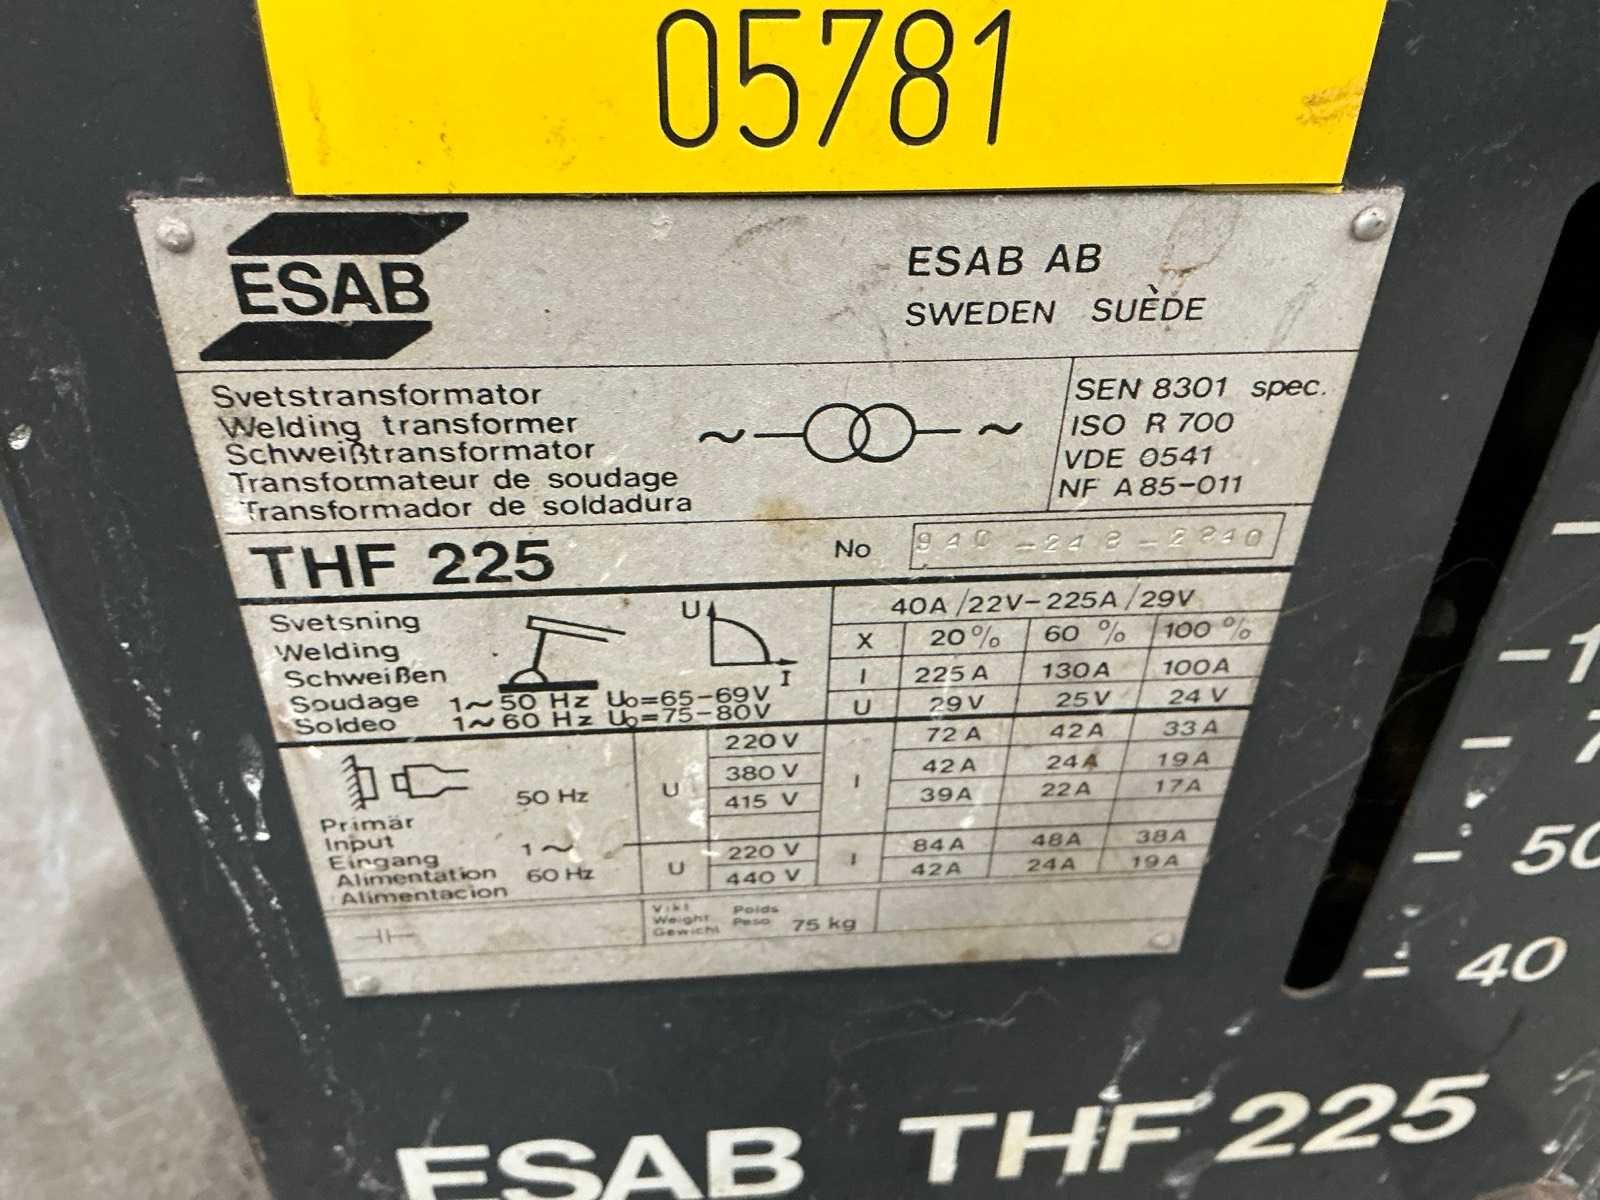 05781
ESAB
ESAB AB
SWEDEN SUÈDE
Svetstransformator
Welding transformer
Schweißtransformator
Transformateur de soudage
Transformador de soldadura
SEN 8301 spec.
ISO R 700
VDE 0541
NF A 85-011
THF 225
No
Svetsning
Welding
Schweißen
Soudage 1~50 Hz U₀=65-69V
Soldeo 1~60 Hz U₀=75-80V
U
I
40A/22V-225A/29V
X 20% 60% 100%
I 225A 130A 100A
U 29V 25V 24V
50 Hz
Primär
Input
Eingang
Alimentation
Alimentacion
1~
60 Hz
U I
220 V 72A 42A 33A
380 V 42A 24A 19A
415 V 39A 22A 17A
U I
220 V 84A 48A 38A
440 V 42A 24A 19A
Vikt Poids
Weight Peso 75 kg
Gewicht
50
40
ESAB THF 225